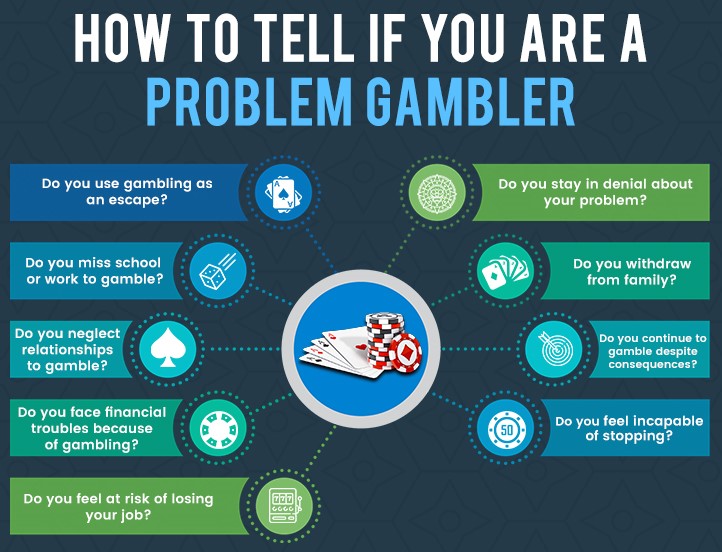 HOW TO TELL IF YOU ARE A
PROBLEM GAMBLER
Do you use gambling as
an escape?
Do you miss school
or work to gamble?
Do you neglect
relationships
to gamble?
Do you face financial
troubles because
of gambling?
Do you feel at risk of losing
your job?
Do you stay in denial about
your problem?
Do you withdraw
from family?
Do you continue to
gamble despite
consequences?
Do you feel incapable
of stopping?
A
A
50
777